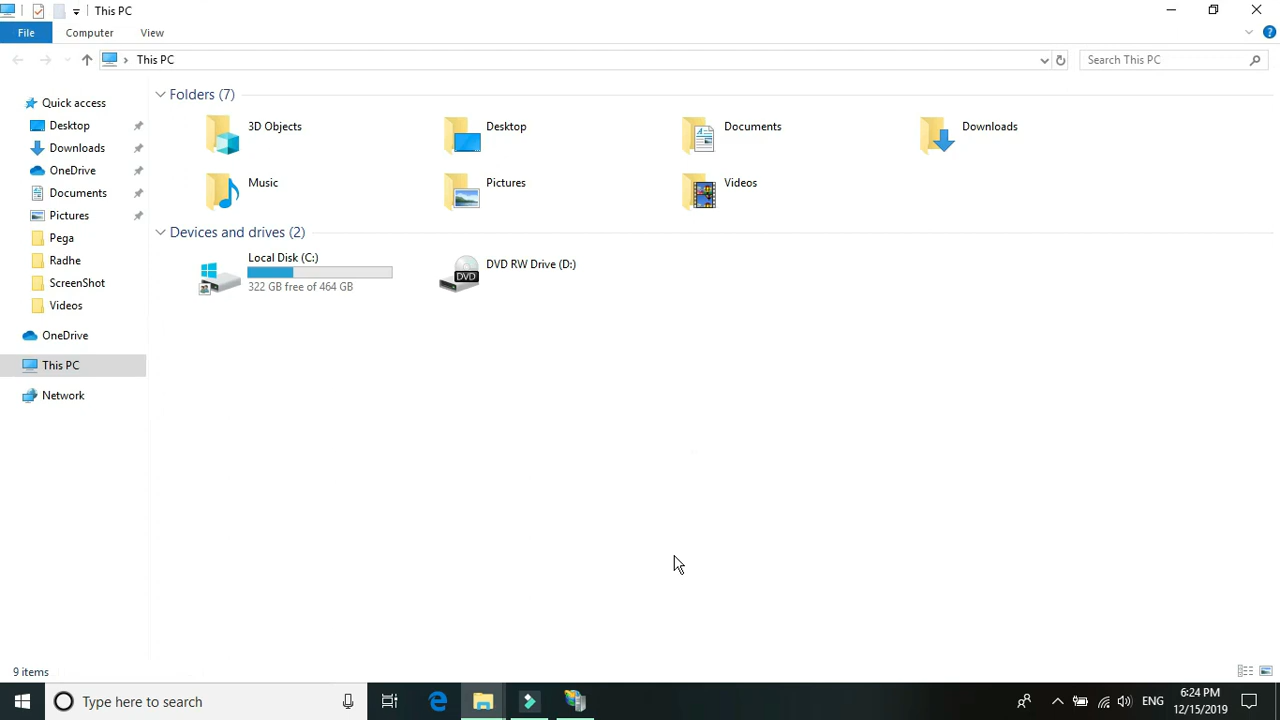 This PC
File Computer View
This PC
Search This PC
Quick access
Desktop
Downloads
OneDrive
Documents
Pictures
Pega
Radhe
ScreenShot
Videos
OneDrive
This PC
Network
Folders (7)
3D Objects
Desktop
Documents
Downloads
Music
Pictures
Videos
Devices and drives (2)
Local Disk (C:)
322 GB free of 464 GB
DVD
DVD RW Drive (D:)
9 items
Type here to search
ENG
6:24 PM
12/15/2019